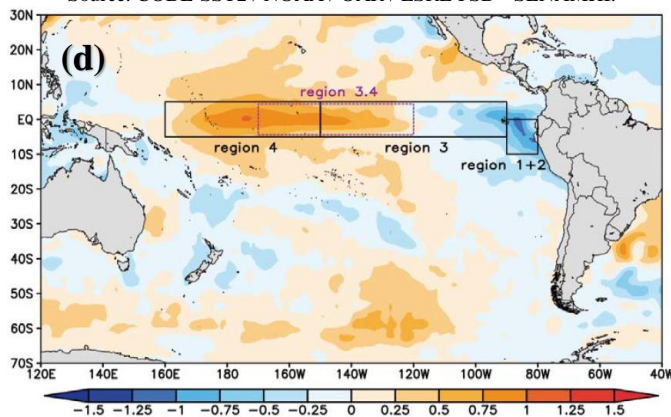 30N
20N
(d)
10N
region 3.4
EQ
region 4
region 3
10S
region 1+2
20S
30S
40S
50S
60S
70S
120E 140E 160E 180 160W 140W 120W 100W 80W 60W 40W
-1.5 -1.25 -1 -0.75 -0.5 -0.25 0 0.25 0.5 0.75 1 1.25 1.5